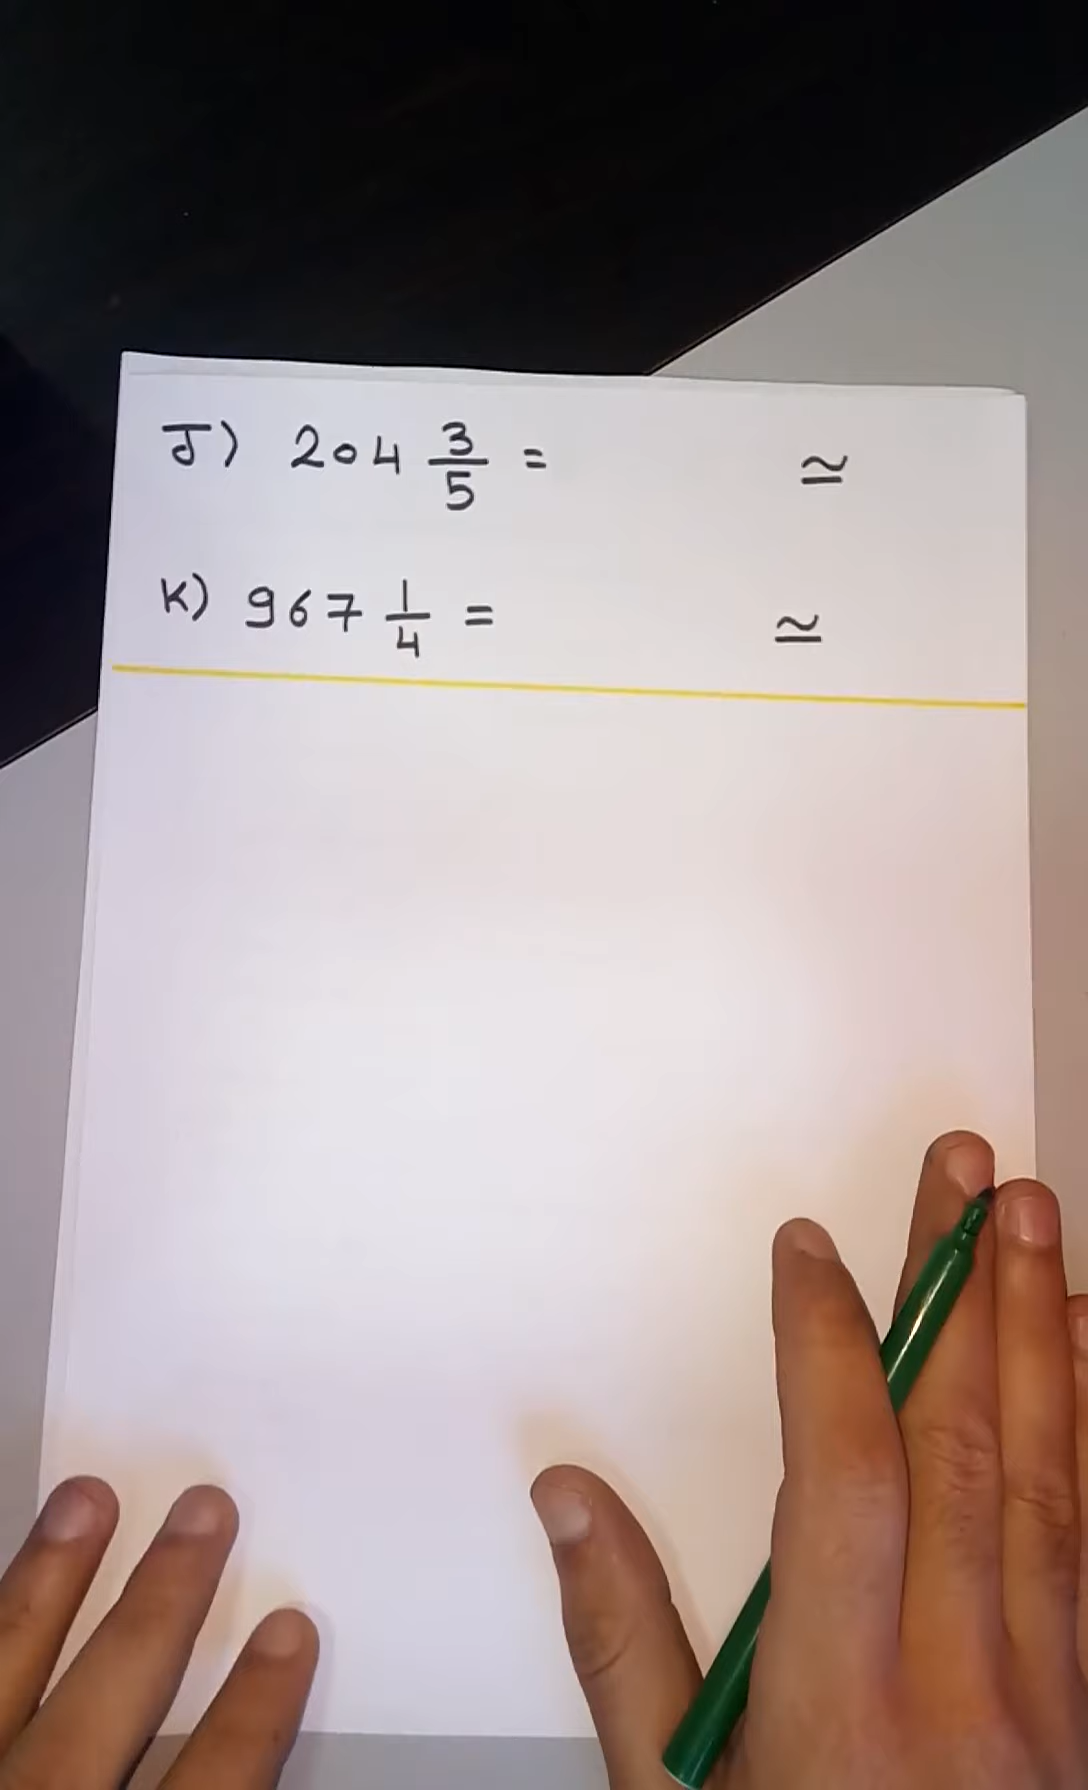 J) 204 3/5 = ≃
K) 967 1/4 = ≃